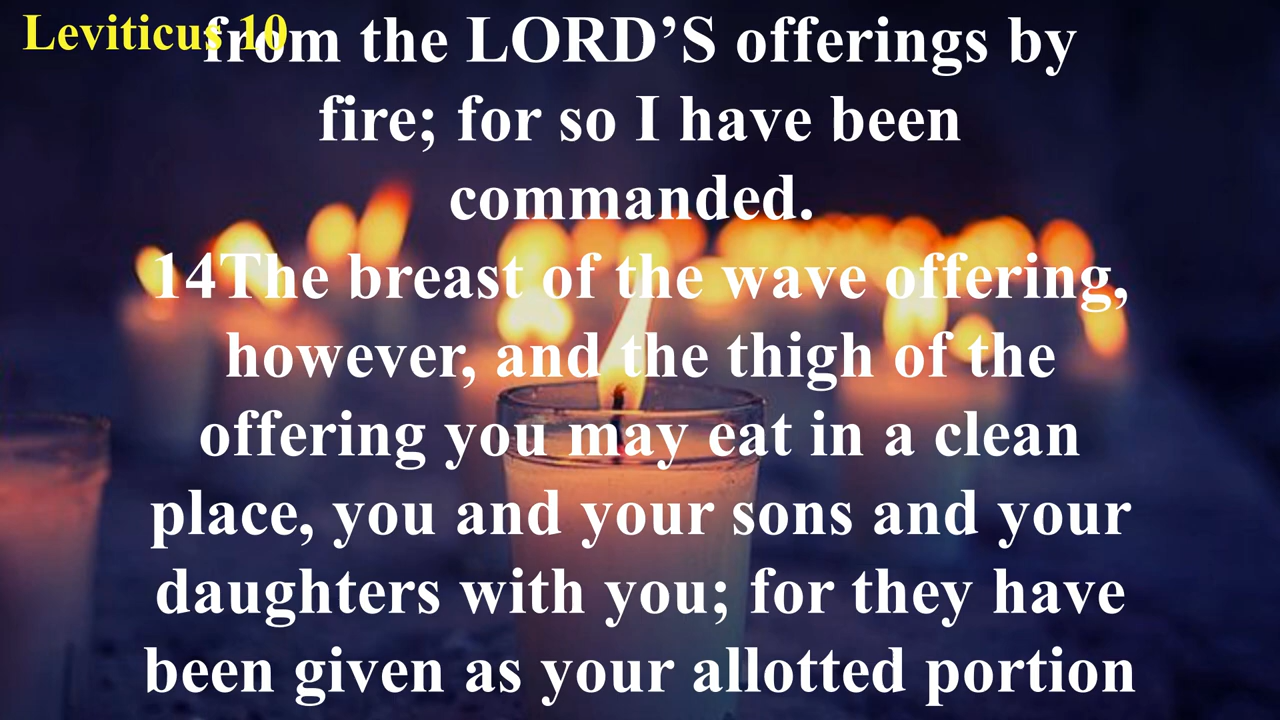 Leviticus 10
from the LORD’S offerings by
fire; for so I have been
commanded.
14The breast of the wave offering,
however, and the thigh of the
offering you may eat in a clean
place, you and your sons and your
daughters with you; for they have
been given as your allotted portion